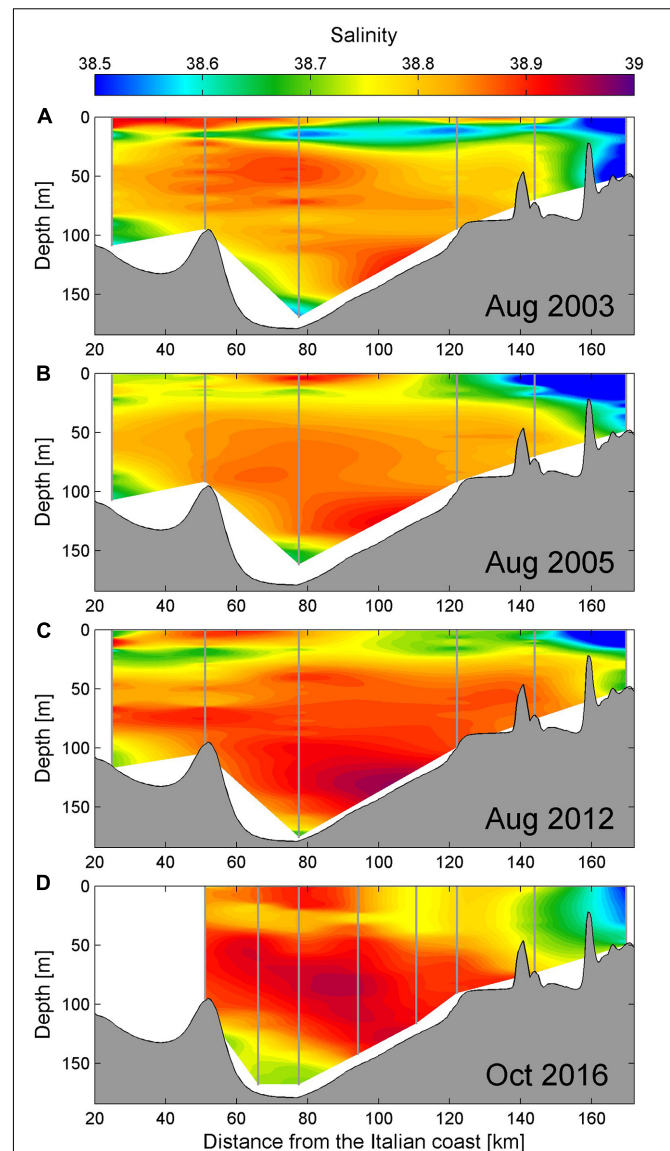 Salinity
38.5 38.6 38.7 38.8 38.9 39
A
0
50
100
150
Depth [m]
Aug 2003
20 40 60 80 100 120 140 160
B
0
50
100
150
Depth [m]
Aug 2005
20 40 60 80 100 120 140 160
C
0
50
100
150
Depth [m]
Aug 2012
20 40 60 80 100 120 140 160
D
0
50
100
150
Depth [m]
Oct 2016
20 40 60 80 100 120 140 160
Distance from the Italian coast [km]